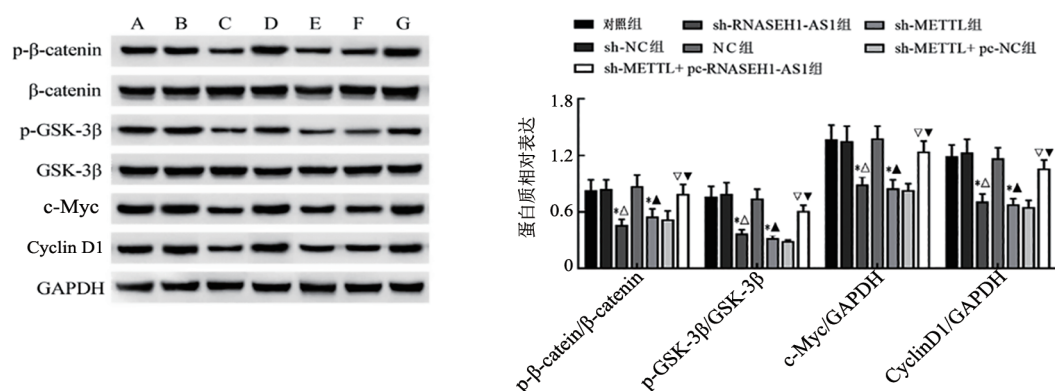 A B C D E F G
p-β-catenin
β-catenin
p-GSK-3β
GSK-3β
c-Myc
Cyclin D1
GAPDH
对照组 sh-RNASEH1-AS1组 sh-METTL组
sh-NC组 NC组 sh-METTL+ pc-NC组
sh-METTL+ pc-RNASEH1-AS1组
蛋白质相对表达
1.8
1.2
0.6
0
*△ *▲ ▽▼
*△ *▲ ▽▼
*△ *▲ ▽▼
*△ *▲ ▽▼
p-β-catein/β-catenin
p-GSK-3β/GSK-3β
c-Myc/GAPDH
CyclinD1/GAPDH